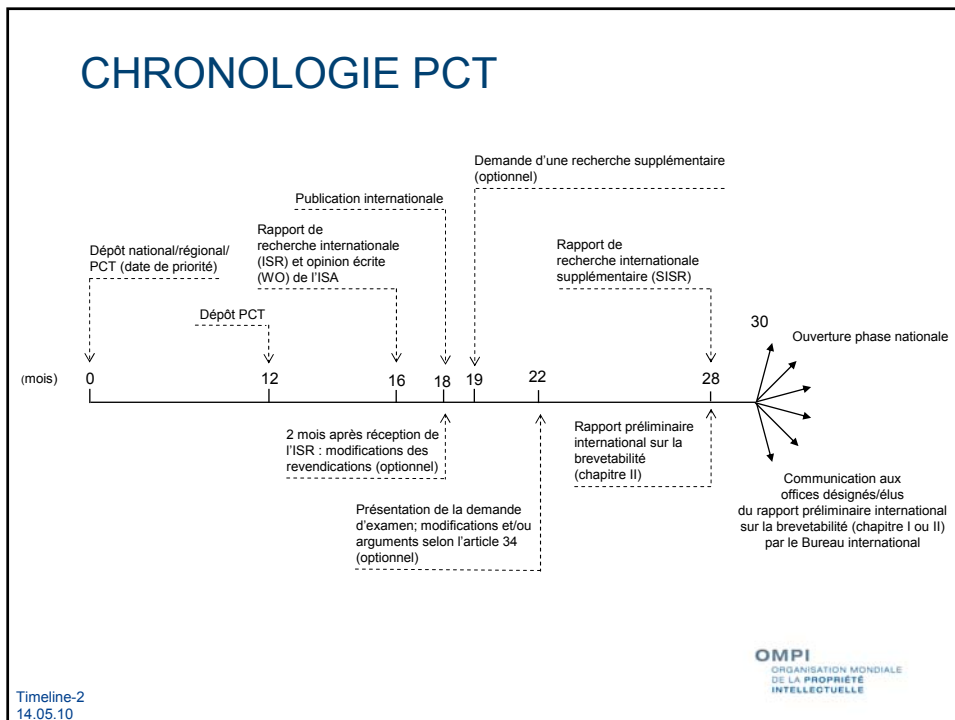 CHRONOLOGIE PCT
Demande d'une recherche supplémentaire
(optionnel)
Publication internationale
Rapport de
recherche internationale
(ISR) et opinion écrite
(WO) de l'ISA
Rapport de
recherche internationale
supplémentaire (SISR)
Dépôt national/régional/
PCT (date de priorité)
Dépôt PCT
30
Ouverture phase nationale
(mois) 0 12 16 18 19 22 28
2 mois après réception de
l'ISR : modifications des
revendications (optionnel)
Rapport préliminaire
international sur la
brevetabilité
(chapitre II)
Présentation de la demande
d'examen; modifications et/ou
arguments selon l'article 34
(optionnel)
Communication aux
offices désignés/élus
du rapport préliminaire international
sur la brevetabilité (chapitre I ou II)
par le Bureau international
OMPI
ORGANISATION MONDIALE
DE LA PROPRIÉTÉ
INTELLECTUELLE
Timeline-2
14.05.10